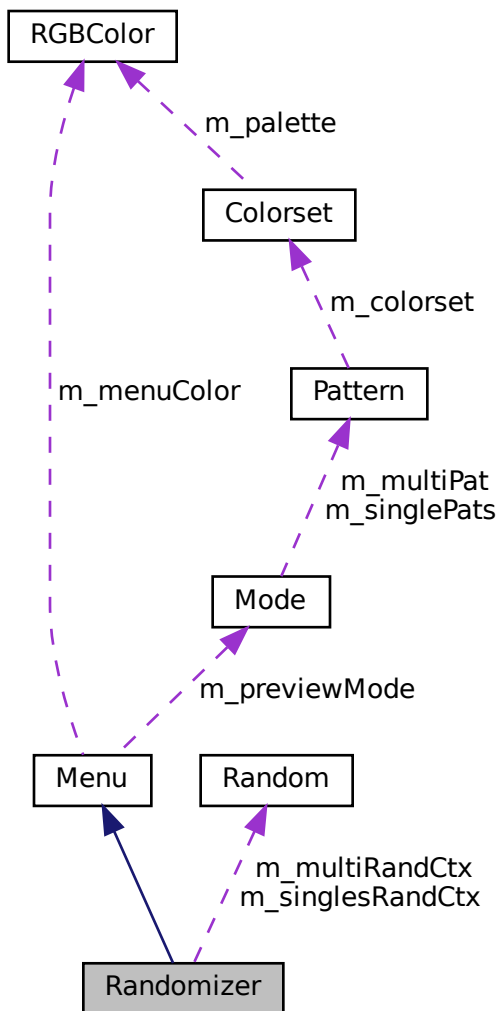 RGBColor
m_palette
Colorset
m_colorset
m_menuColor
Pattern
m_multiPat
m_singlePats
Mode
m_previewMode
Menu
Random
m_multiRandCtx
m_singlesRandCtx
Randomizer